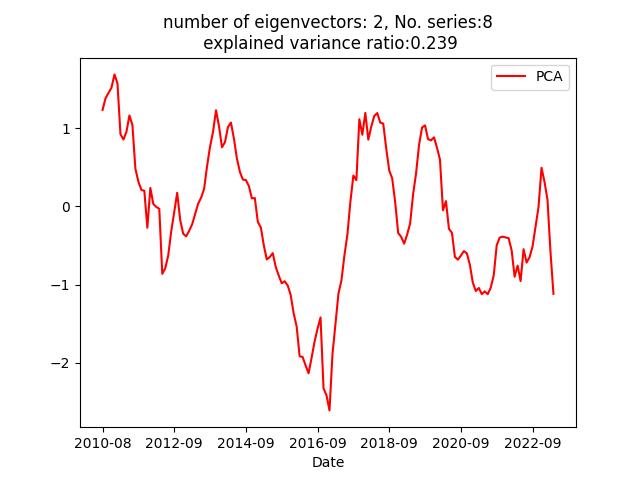 number of eigenvectors: 2, No. series:8
explained variance ratio:0.239
PCA
1
0
−1
−2
2010-08 2012-09 2014-09 2016-09 2018-09 2020-09 2022-09
Date